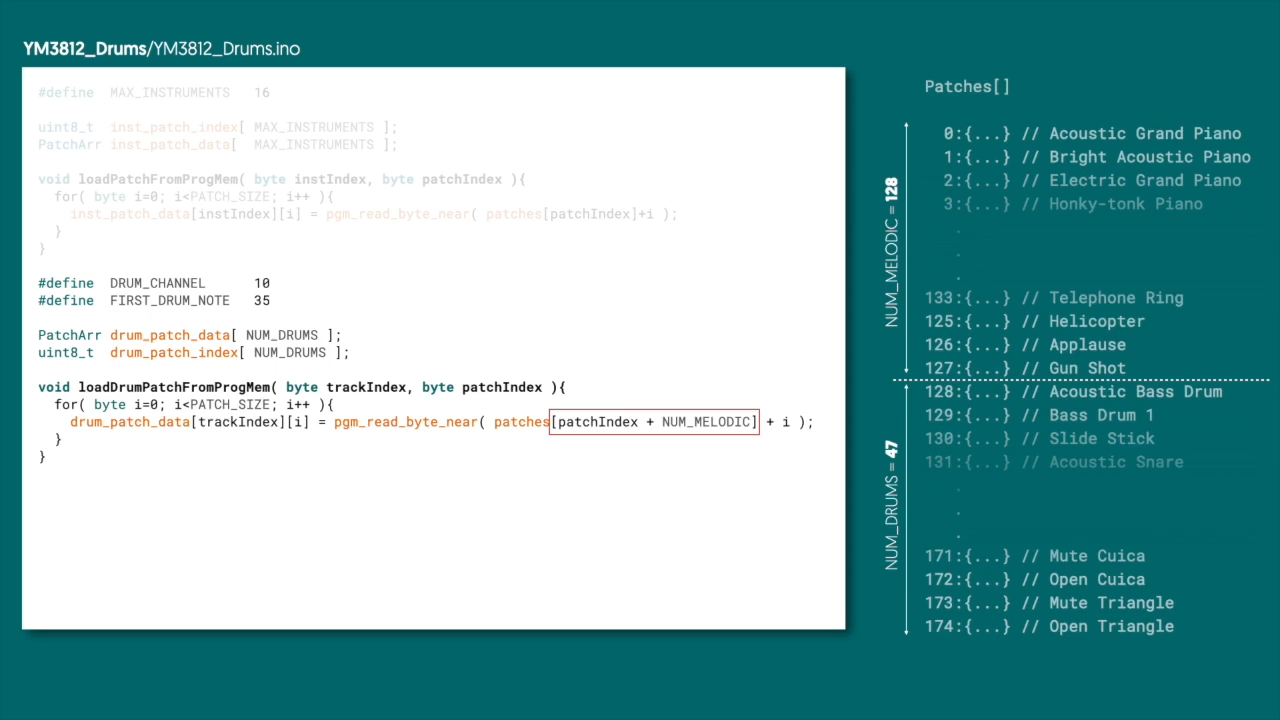 YM3812_Drums/YM3812_Drums.ino
#define MAX_INSTRUMENTS 16
uint8_t inst_patch_index[ MAX_INSTRUMENTS ];
PatchArr inst_patch_data[ MAX_INSTRUMENTS ];
void loadPatchFromProgMem( byte instIndex, byte patchIndex ){
for( byte i=0; i<PATCH_SIZE; i++ ){
inst_patch_data[instIndex][i] = pgm_read_byte_near( patches[patchIndex]+i );
}
}
#define DRUM_CHANNEL 10
#define FIRST_DRUM_NOTE 35
PatchArr drum_patch_data[ NUM_DRUMS ];
uint8_t drum_patch_index[ NUM_DRUMS ];
void loadDrumPatchFromProgMem( byte trackIndex, byte patchIndex ){
for( byte i=0; i<PATCH_SIZE; i++ ){
drum_patch_data[trackIndex][i] = pgm_read_byte_near( patches[patchIndex + NUM_MELODIC] + i );
}
}
Patches[]
NUM_MELODIC = 128
0:{...} // Acoustic Grand Piano
1:{...} // Bright Acoustic Piano
2:{...} // Electric Grand Piano
3:{...} // Honky-tonk Piano
.
.
.
133:{...} // Telephone Ring
125:{...} // Helicopter
126:{...} // Applause
127:{...} // Gun Shot
NUM_DRUMS = 47
128:{...} // Acoustic Bass Drum
129:{...} // Bass Drum 1
130:{...} // Slide Stick
131:{...} // Acoustic Snare
.
.
.
171:{...} // Mute Cuica
172:{...} // Open Cuica
173:{...} // Mute Triangle
174:{...} // Open Triangle